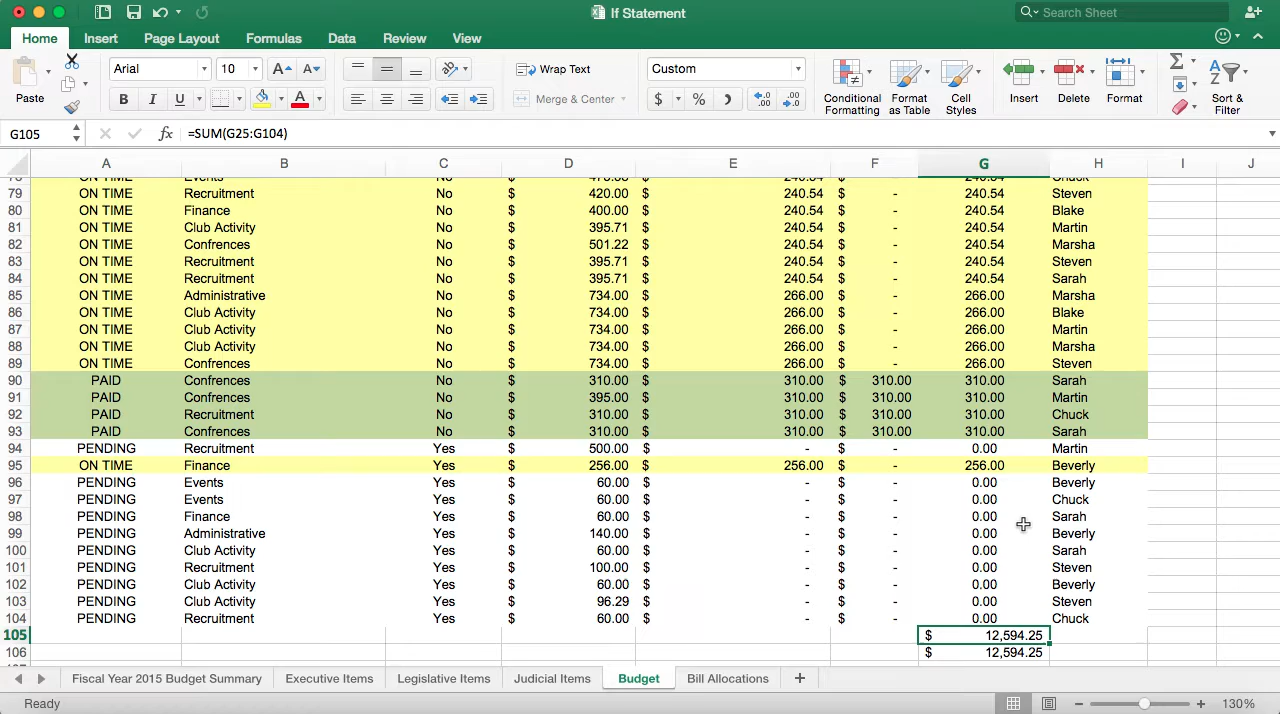 If Statement
Search Sheet
Home Insert Page Layout Formulas Data Review View
Paste
Arial 10
B I U A
Wrap Text
Merge & Center
Custom
$ % .0 .00 .00 .0
Conditional Formatting
Format as Table
Cell Styles
Insert
Delete
Format
Sort & Filter
G105 fx =SUM(G25:G104)
A B C D E F G H I J
79 ON TIME Recruitment No $ 420.00 $ 240.54 $ - 240.54 Steven
80 ON TIME Finance No $ 400.00 $ 240.54 $ - 240.54 Blake
81 ON TIME Club Activity No $ 395.71 $ 240.54 $ - 240.54 Martin
82 ON TIME Confrences No $ 501.22 $ 240.54 $ - 240.54 Marsha
83 ON TIME Recruitment No $ 395.71 $ 240.54 $ - 240.54 Steven
84 ON TIME Recruitment No $ 395.71 $ 240.54 $ - 240.54 Sarah
85 ON TIME Administrative No $ 734.00 $ 266.00 $ - 266.00 Marsha
86 ON TIME Club Activity No $ 734.00 $ 266.00 $ - 266.00 Blake
87 ON TIME Club Activity No $ 734.00 $ 266.00 $ - 266.00 Martin
88 ON TIME Club Activity No $ 734.00 $ 266.00 $ - 266.00 Marsha
89 ON TIME Confrences No $ 734.00 $ 266.00 $ - 266.00 Steven
90 PAID Confrences No $ 310.00 $ 310.00 $ 310.00 310.00 Sarah
91 PAID Confrences No $ 395.00 $ 310.00 $ 310.00 310.00 Martin
92 PAID Recruitment No $ 310.00 $ 310.00 $ 310.00 310.00 Chuck
93 PAID Confrences No $ 310.00 $ 310.00 $ 310.00 310.00 Sarah
94 PENDING Recruitment Yes $ 500.00 $ - $ - 0.00 Martin
95 ON TIME Finance Yes $ 256.00 $ 256.00 $ - 256.00 Beverly
96 PENDING Events Yes $ 60.00 $ - $ - 0.00 Beverly
97 PENDING Events Yes $ 60.00 $ - $ - 0.00 Chuck
98 PENDING Finance Yes $ 60.00 $ - $ - 0.00 Sarah
99 PENDING Administrative Yes $ 140.00 $ - $ - 0.00 Beverly
100 PENDING Club Activity Yes $ 60.00 $ - $ - 0.00 Sarah
101 PENDING Recruitment Yes $ 100.00 $ - $ - 0.00 Steven
102 PENDING Club Activity Yes $ 60.00 $ - $ - 0.00 Beverly
103 PENDING Club Activity Yes $ 96.29 $ - $ - 0.00 Steven
104 PENDING Recruitment Yes $ 60.00 $ - $ - 0.00 Chuck
105 $ 12,594.25
106 $ 12,594.25
Fiscal Year 2015 Budget Summary Executive Items Legislative Items Judicial Items Budget Bill Allocations +
Ready 130%